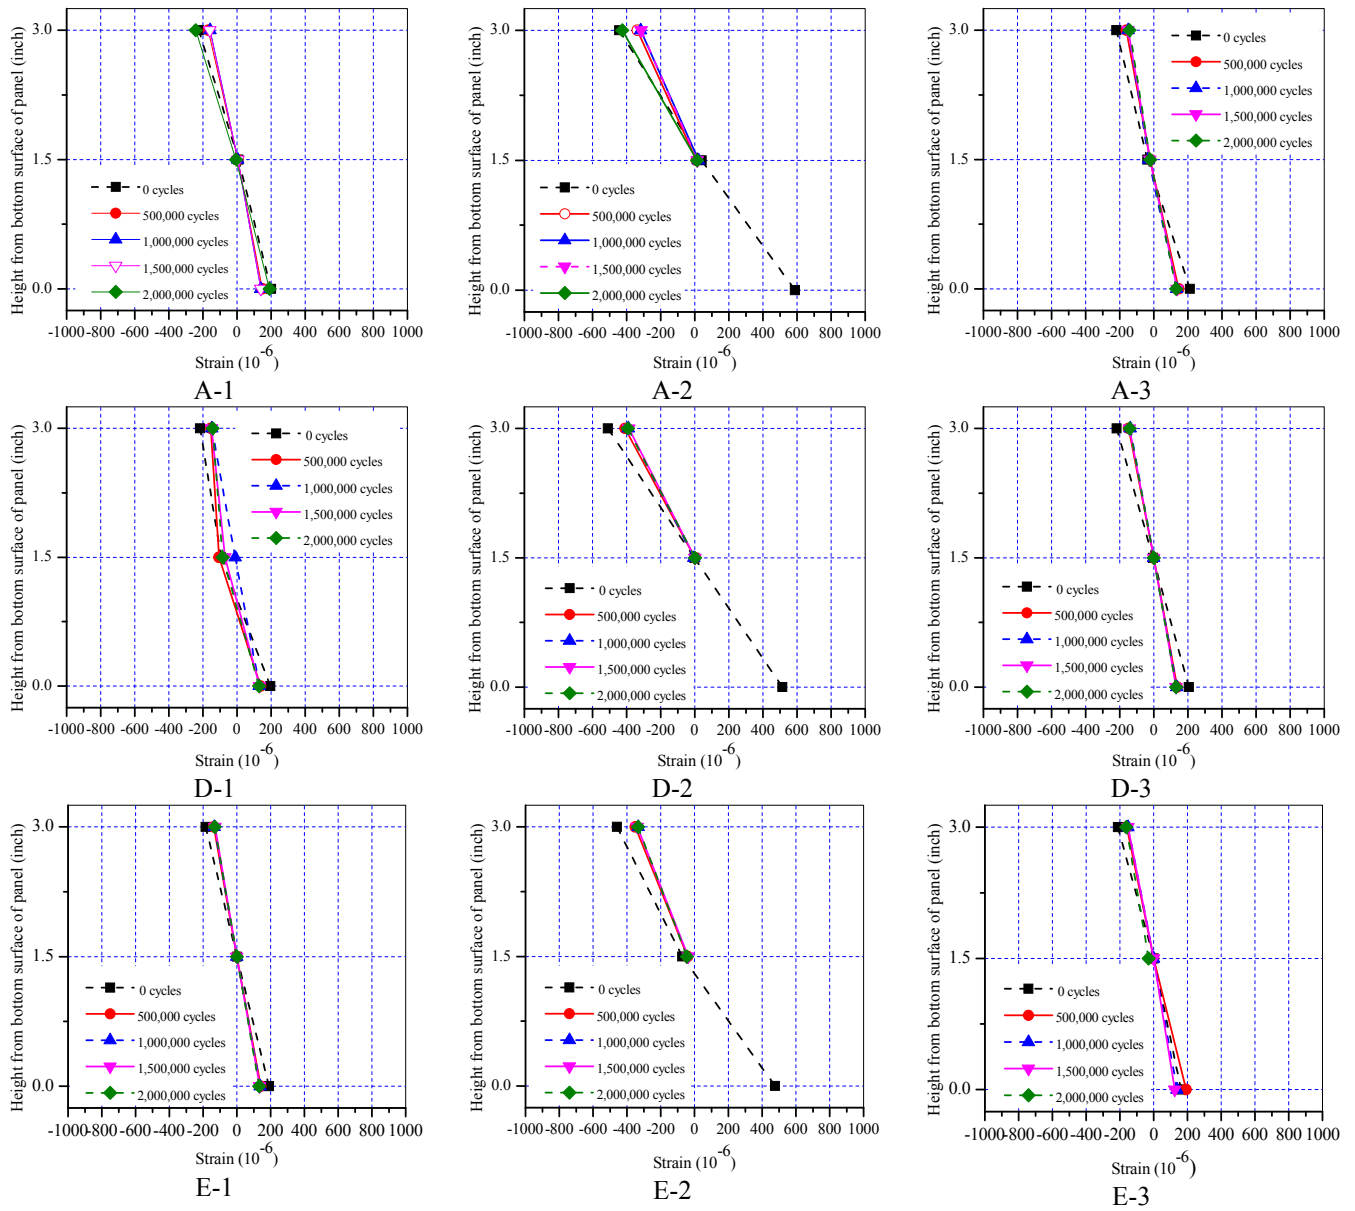 Height from bottom surface of panel (inch)
3.0
1.5
0.0
0 cycles
500,000 cycles
1,000,000 cycles
1,500,000 cycles
2,000,000 cycles
-1000 -800 -600 -400 -200 0 200 400 600 800 1000
Strain (10-6)
A-1
Height from bottom surface of panel (inch)
3.0
1.5
0.0
0 cycles
500,000 cycles
1,000,000 cycles
1,500,000 cycles
2,000,000 cycles
-1000 -800 -600 -400 -200 0 200 400 600 800 1000
Strain (10-6)
A-2
Height from bottom surface of panel (inch)
3.0
1.5
0.0
0 cycles
500,000 cycles
1,000,000 cycles
1,500,000 cycles
2,000,000 cycles
-1000 -800 -600 -400 -200 0 200 400 600 800 1000
Strain (10-6)
A-3
Height from bottom surface of panel (inch)
3.0
1.5
0.0
0 cycles
500,000 cycles
1,000,000 cycles
1,500,000 cycles
2,000,000 cycles
-1000 -800 -600 -400 -200 0 200 400 600 800 1000
Strain (10-6)
D-1
Height from bottom surface of panel (inch)
3.0
1.5
0.0
0 cycles
500,000 cycles
1,000,000 cycles
1,500,000 cycles
2,000,000 cycles
-1000 -800 -600 -400 -200 0 200 400 600 800 1000
Strain (10-6)
D-2
Height from bottom surface of panel (inch)
3.0
1.5
0.0
0 cycles
500,000 cycles
1,000,000 cycles
1,500,000 cycles
2,000,000 cycles
-1000 -800 -600 -400 -200 0 200 400 600 800 1000
Strain (10-6)
D-3
Height from bottom surface of panel (inch)
3.0
1.5
0.0
0 cycles
500,000 cycles
1,000,000 cycles
1,500,000 cycles
2,000,000 cycles
-1000 -800 -600 -400 -200 0 200 400 600 800 1000
Strain (10-6)
E-1
Height from bottom surface of panel (inch)
3.0
1.5
0.0
0 cycles
500,000 cycles
1,000,000 cycles
1,500,000 cycles
2,000,000 cycles
-1000 -800 -600 -400 -200 0 200 400 600 800 1000
Strain (10-6)
E-2
Height from bottom surface of panel (inch)
3.0
1.5
0.0
0 cycles
500,000 cycles
1,000,000 cycles
1,500,000 cycles
2,000,000 cycles
-1000 -800 -600 -400 -200 0 200 400 600 800 1000
Strain (10-6)
E-3